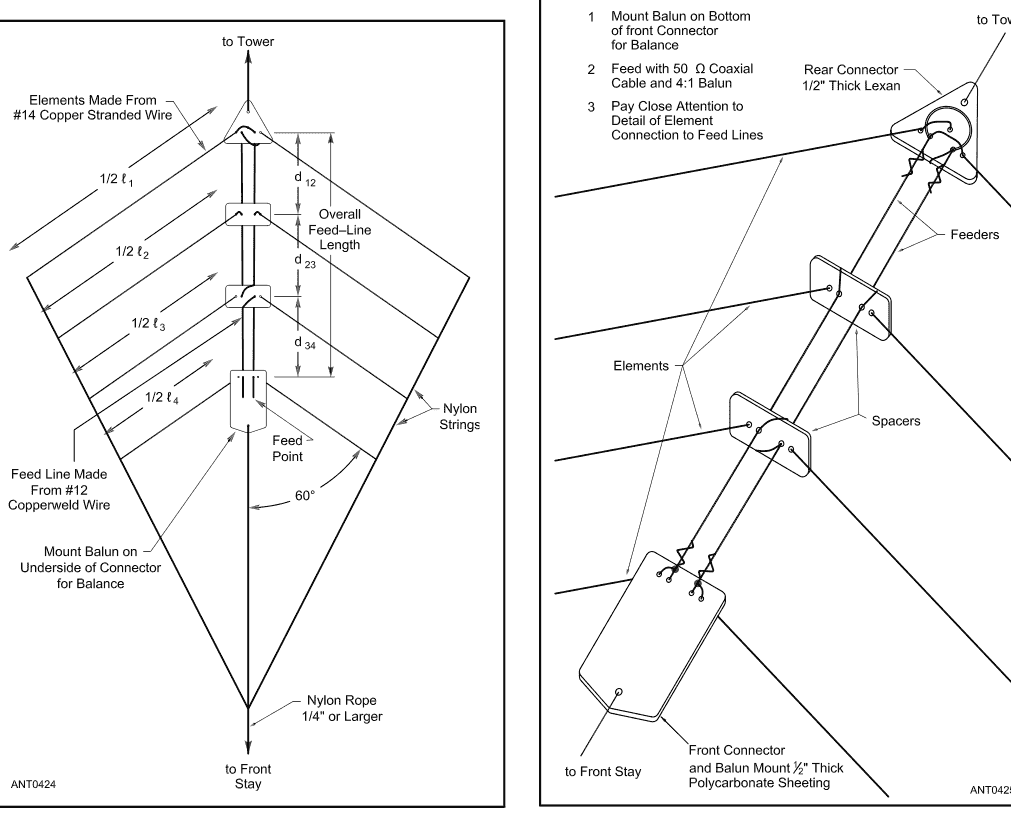 to Tower
Elements Made From
#14 Copper Stranded Wire
1/2 ℓ1
d 12
Overall
Feed–Line
Length
1/2 ℓ2
d 23
1/2 ℓ3
d 34
1/2 ℓ4
Nylon
Strings
Feed
Point
Feed Line Made
From #12
Copperweld Wire
60°
Mount Balun on
Underside of Connector
for Balance
Nylon Rope
1/4" or Larger
to Front
Stay
ANT0424
1 Mount Balun on Bottom
of front Connector
for Balance
2 Feed with 50 Ω Coaxial
Cable and 4:1 Balun
3 Pay Close Attention to
Detail of Element
Connection to Feed Lines
to Tow
Rear Connector
1/2" Thick Lexan
Feeders
Elements
Spacers
Front Connector
and Balun Mount ½" Thick
Polycarbonate Sheeting
to Front Stay
ANT0425